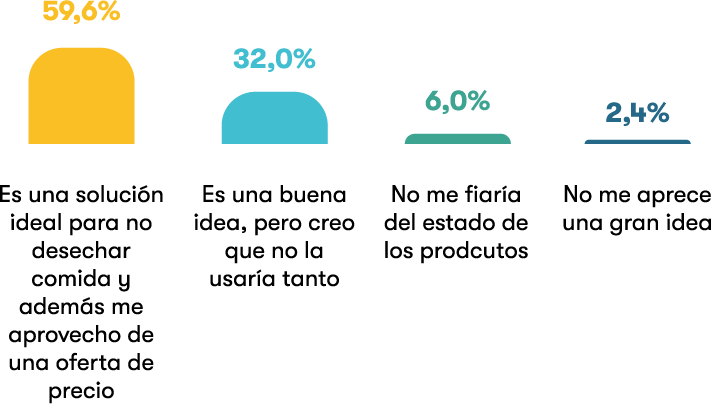 59,6%
32,0%
6,0%
2,4%
Es una solución
ideal para no
desechar
comida y
además me
aprovecho de
una oferta de
precio
Es una buena
idea, pero creo
que no la
usaría tanto
No me fiaría
del estado de
los prodcutos
No me aprece
una gran idea